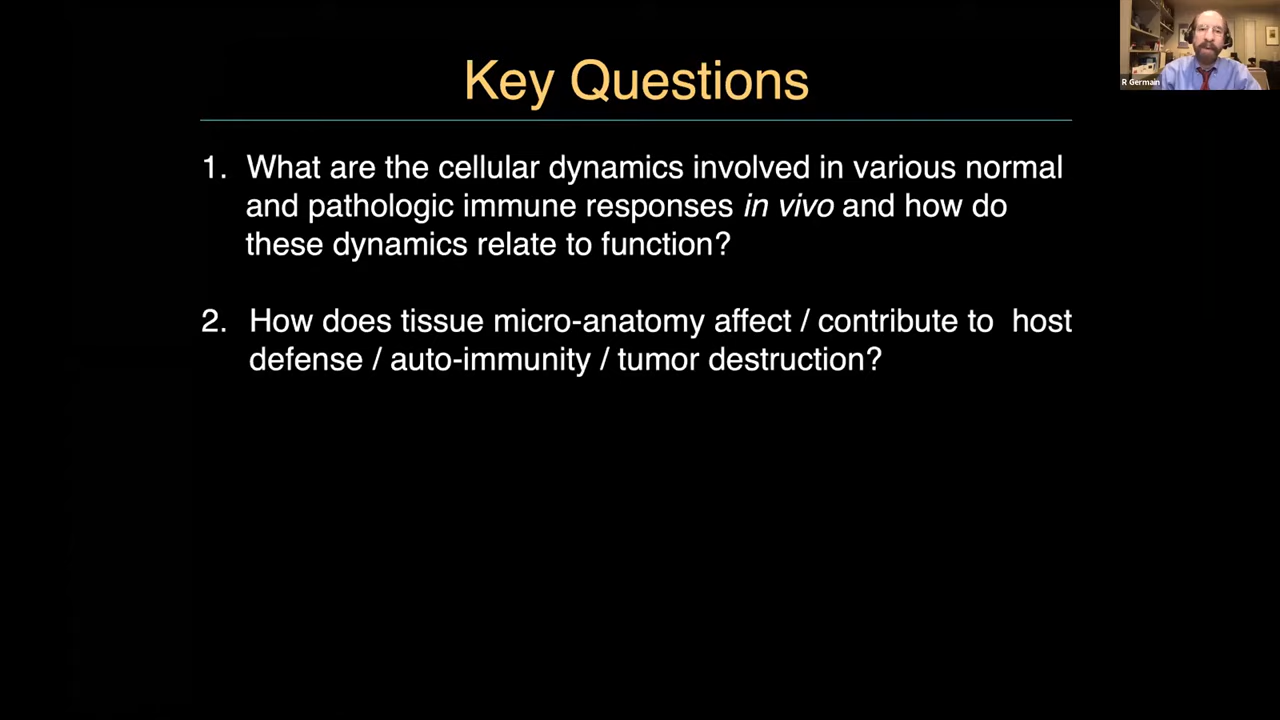 Key Questions
R Germain
1. What are the cellular dynamics involved in various normal
and pathologic immune responses in vivo and how do
these dynamics relate to function?
2. How does tissue micro-anatomy affect / contribute to host
defense / auto-immunity / tumor destruction?